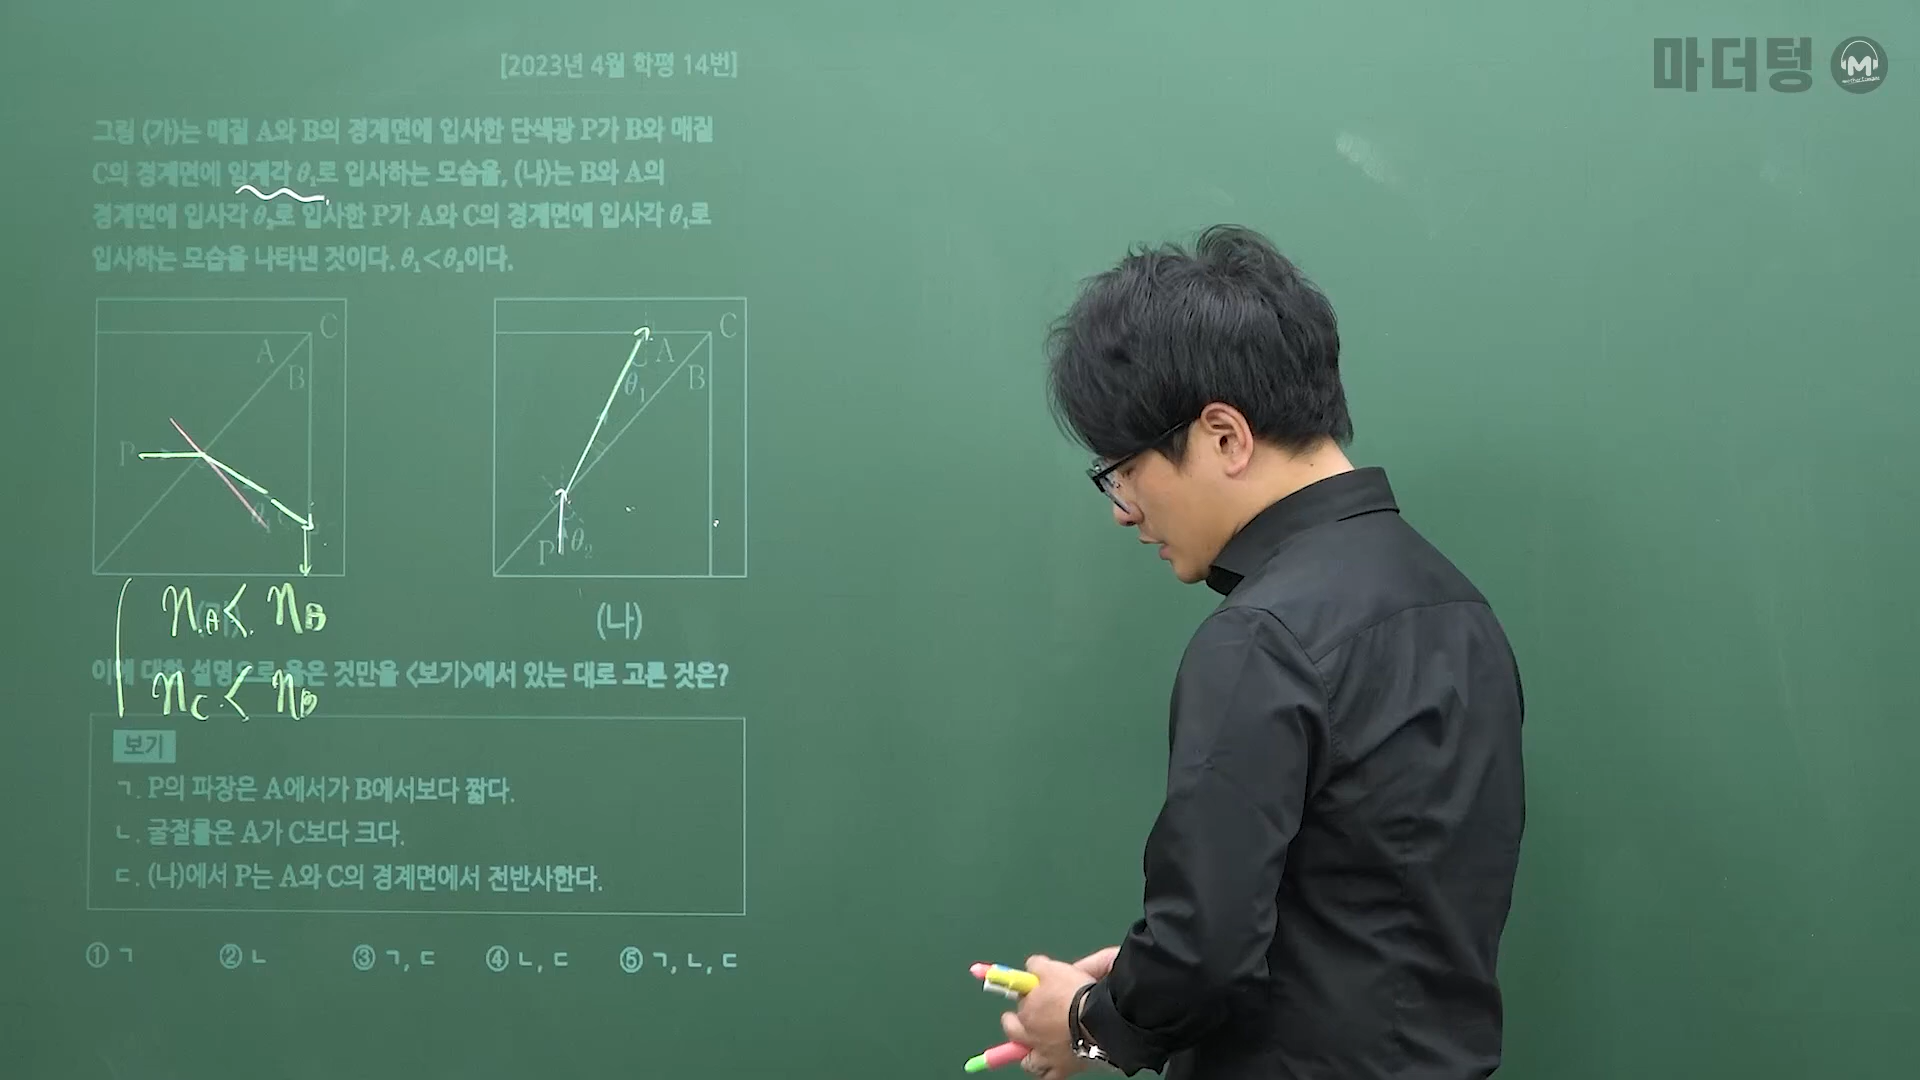 마더텅 M
[2023년 4월 학평 14번]
그림 (가)는 매질 A와 B의 경계면에 입사한 단색광 P가 B와 매질
C의 경계면에 임계각 θ₁로 입사하는 모습을, (나)는 B와 A의
경계면에 입사각 θ₂로 입사한 P가 A와 C의 경계면에 입사각 θ₁로
입사하는 모습을 나타낸 것이다. θ₁<θ₂이다.
C
A
B
P
θ₁
C
A
B
θ₁
P
θ₂
n_A < n_B
(가)
(나)
이에 대한 설명으로 옳은 것만을 <보기>에서 있는 대로 고른 것은?
n_C < n_B
보기
ㄱ. P의 파장은 A에서가 B에서보다 짧다.
ㄴ. 굴절률은 A가 C보다 크다.
ㄷ. (나)에서 P는 A와 C의 경계면에서 전반사한다.
① ㄱ ② ㄴ ③ ㄱ, ㄷ ④ ㄴ, ㄷ ⑤ ㄱ, ㄴ, ㄷ